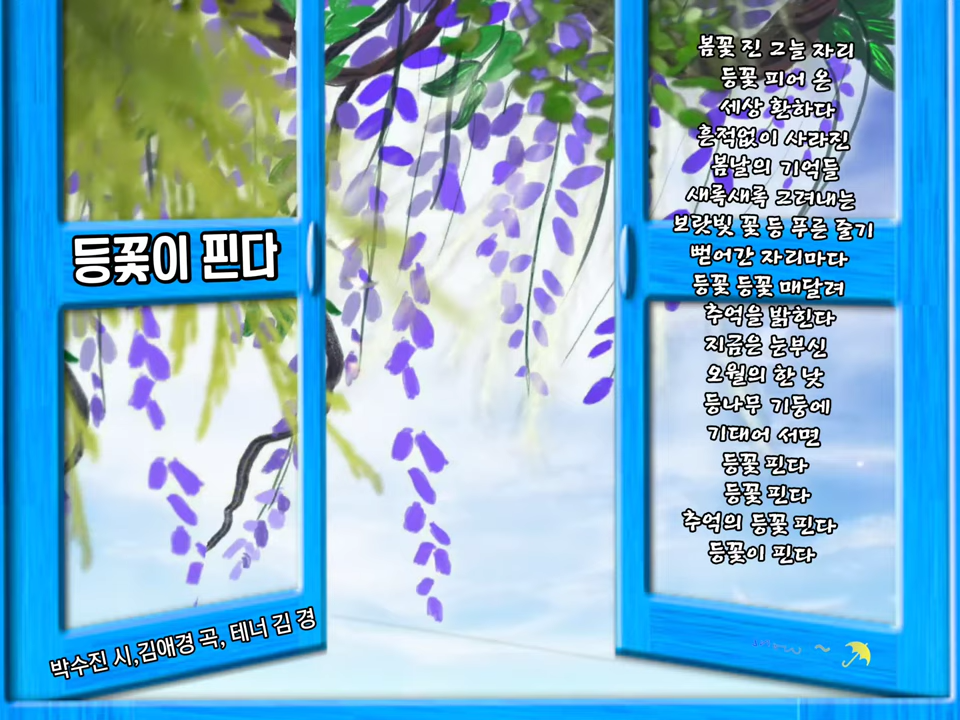 등꽃이 핀다
박수진 시,김애경 곡, 테너 김 경
봄꽃 진 그늘 자리
등꽃 피어 온
세상 환하다
흔적없이 사라진
봄날의 기억들
새록새록 그려내는
보랏빛 꽃 등 푸른 줄기
뻗어간 자리마다
등꽃 등꽃 매달려
추억을 밝힌다
지금은 눈부신
오월의 한 낮
등나무 기둥에
기대어 서면
등꽃 핀다
등꽃 핀다
추억의 등꽃 핀다
등꽃이 핀다